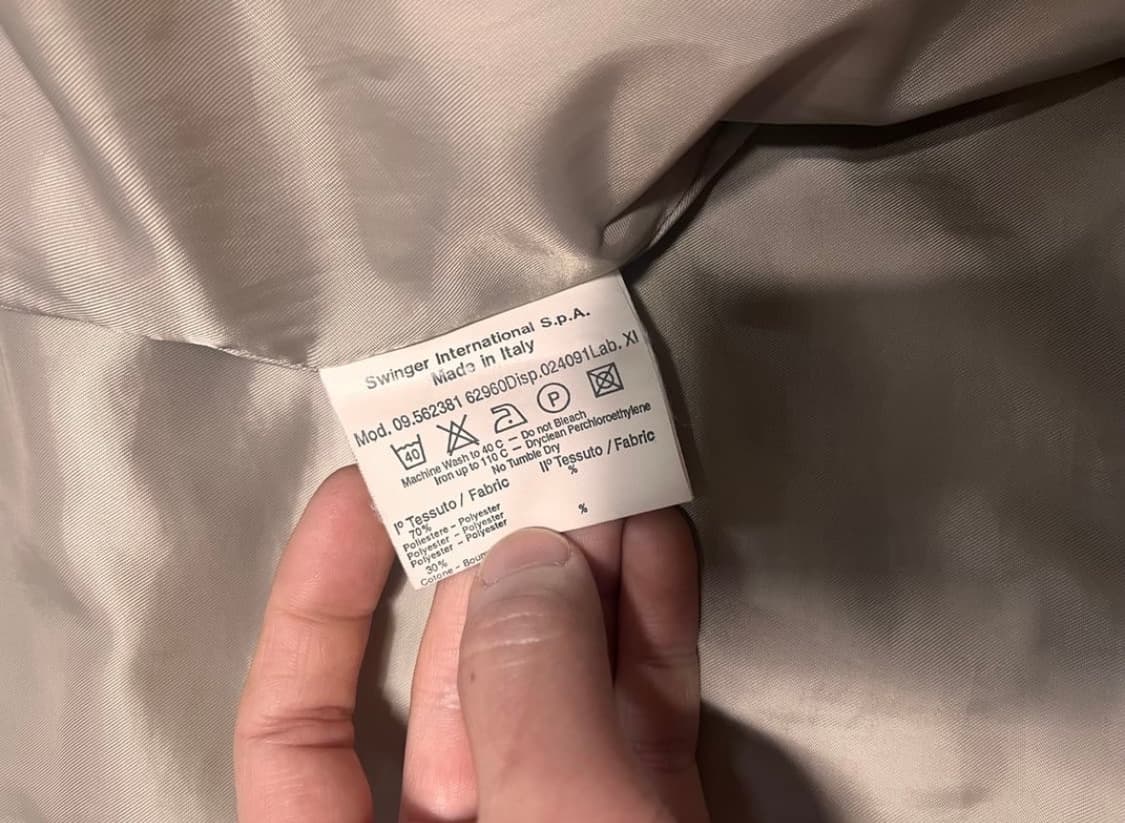 Swinger International S.p.A.
Made in Italy
Mod. 09.562381 62960Disp.024091Lab. XI
40 P
Machine Wash to 40 C – Do not Bleach
Iron up to 110 C – Dryclean Perchloroethylene
No Tumble Dry
Iº Tessuto / Fabric IIº Tessuto / Fabric
70% %
Poliestere – Polyester
Polyester – Polyester
Polyester – Polyester
30% %
Cotone –